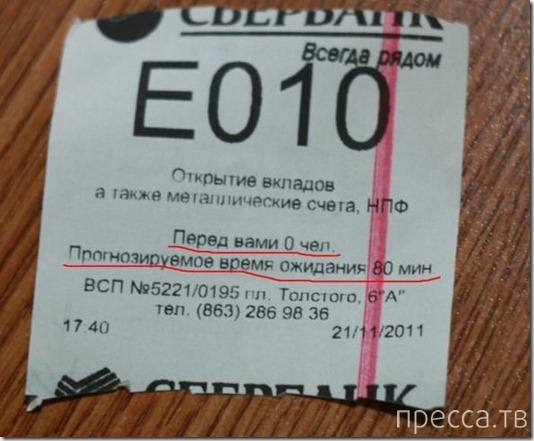 СБЕРБАНК
Всегда рядом
E010
Открытие вкладов
а также металлические счета, НПФ
Перед вами 0 чел.
Прогнозируемое время ожидания 80 мин
ВСП №5221/0195 пл. Толстого, 6"А"
тел. (863) 286 98 36
17:40 21/11/2011
СБЕРБАНК
пресса.тв